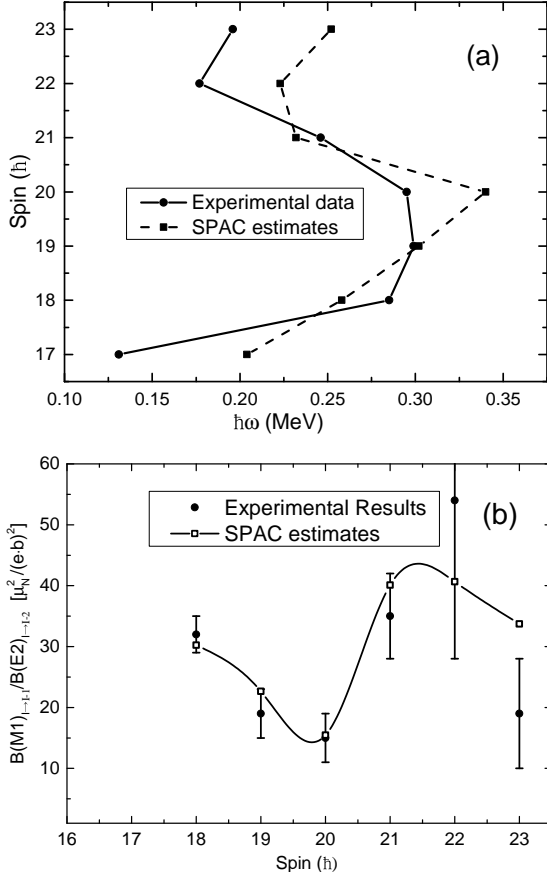 (a)
23
22
21
20
19
18
17
Spin (ħ)
Experimental data
SPAC estimates
0.10 0.15 0.20 0.25 0.30 0.35
ħω (MeV)
(b)
60
50
40
30
20
10
B(M1)I→I-1/B(E2)I→I-2 [μN²/(e·b)²]
Experimental Results
SPAC estimates
16 17 18 19 20 21 22 23
Spin (ħ)